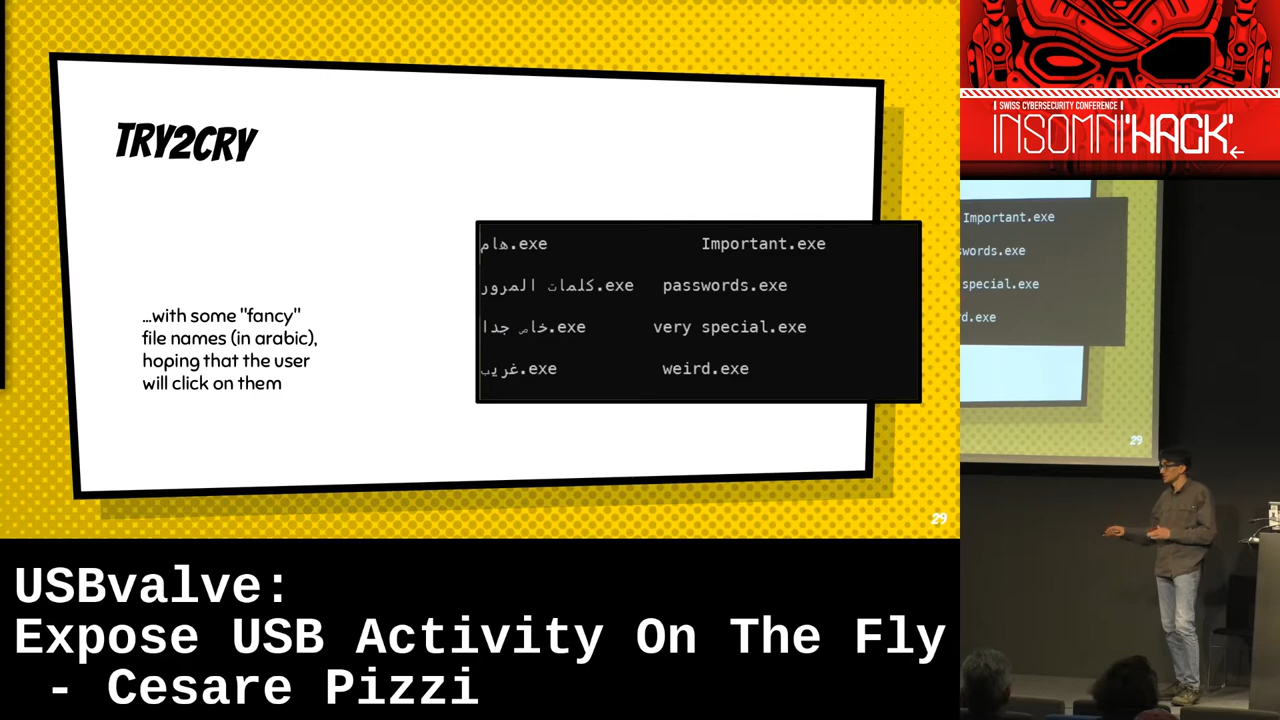 TRY2CRY
...with some "fancy"
file names (in arabic),
hoping that the user
will click on them
هام.exe Important.exe
كلمات المرور.exe passwords.exe
خاص جدا.exe very special.exe
غريب.exe weird.exe
29
SWISS CYBERSECURITY CONFERENCE
INSOMNI'HACK'
Important.exe
swords.exe
special.exe
d.exe
29
USBvalve:
Expose USB Activity On The Fly
- Cesare Pizzi